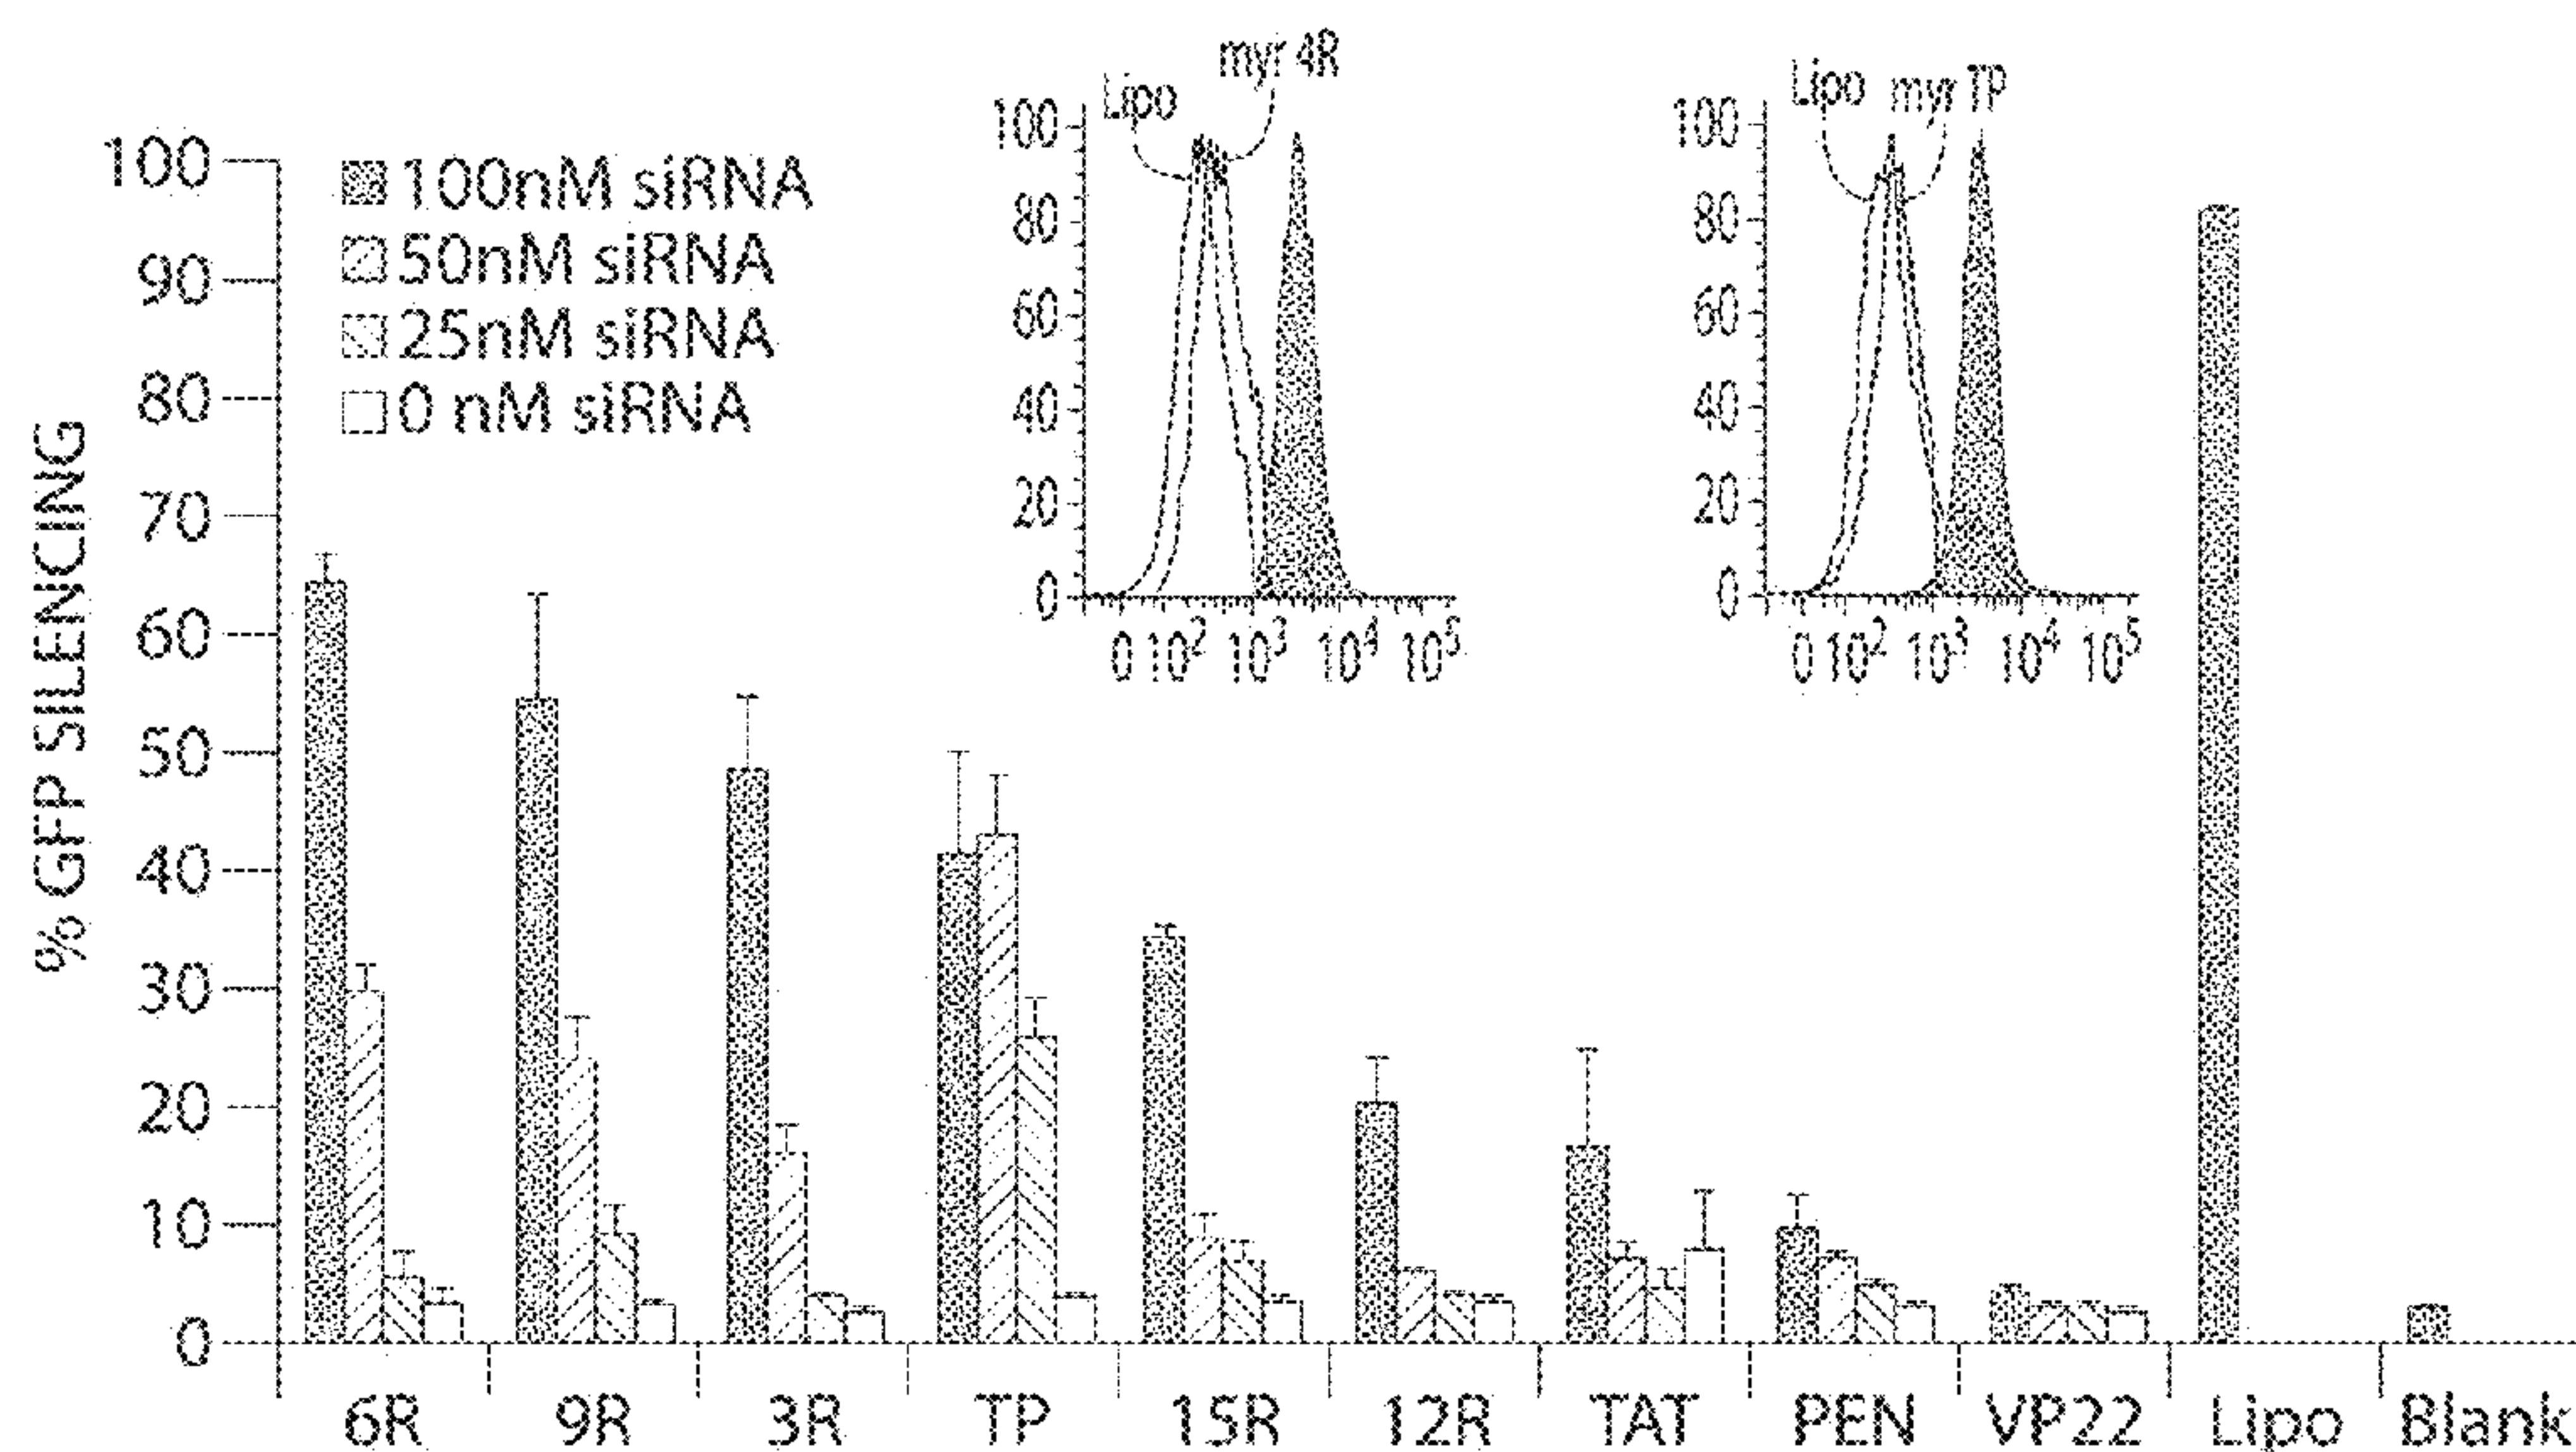 % GFP SILENCING
100
90
80
70
60
50
40
30
20
10
0
100nM siRNA
50nM siRNA
25nM siRNA
0 nM siRNA
Lipo
myr 4R
100
80
60
40
20
0
0 10² 10³ 10⁴ 10⁵
Lipo myr TP
100
80
60
40
20
0
0 10² 10³ 10⁴ 10⁵
6R 9R 3R TP 15R 12R TAT PEN VP22 Lipo Blank